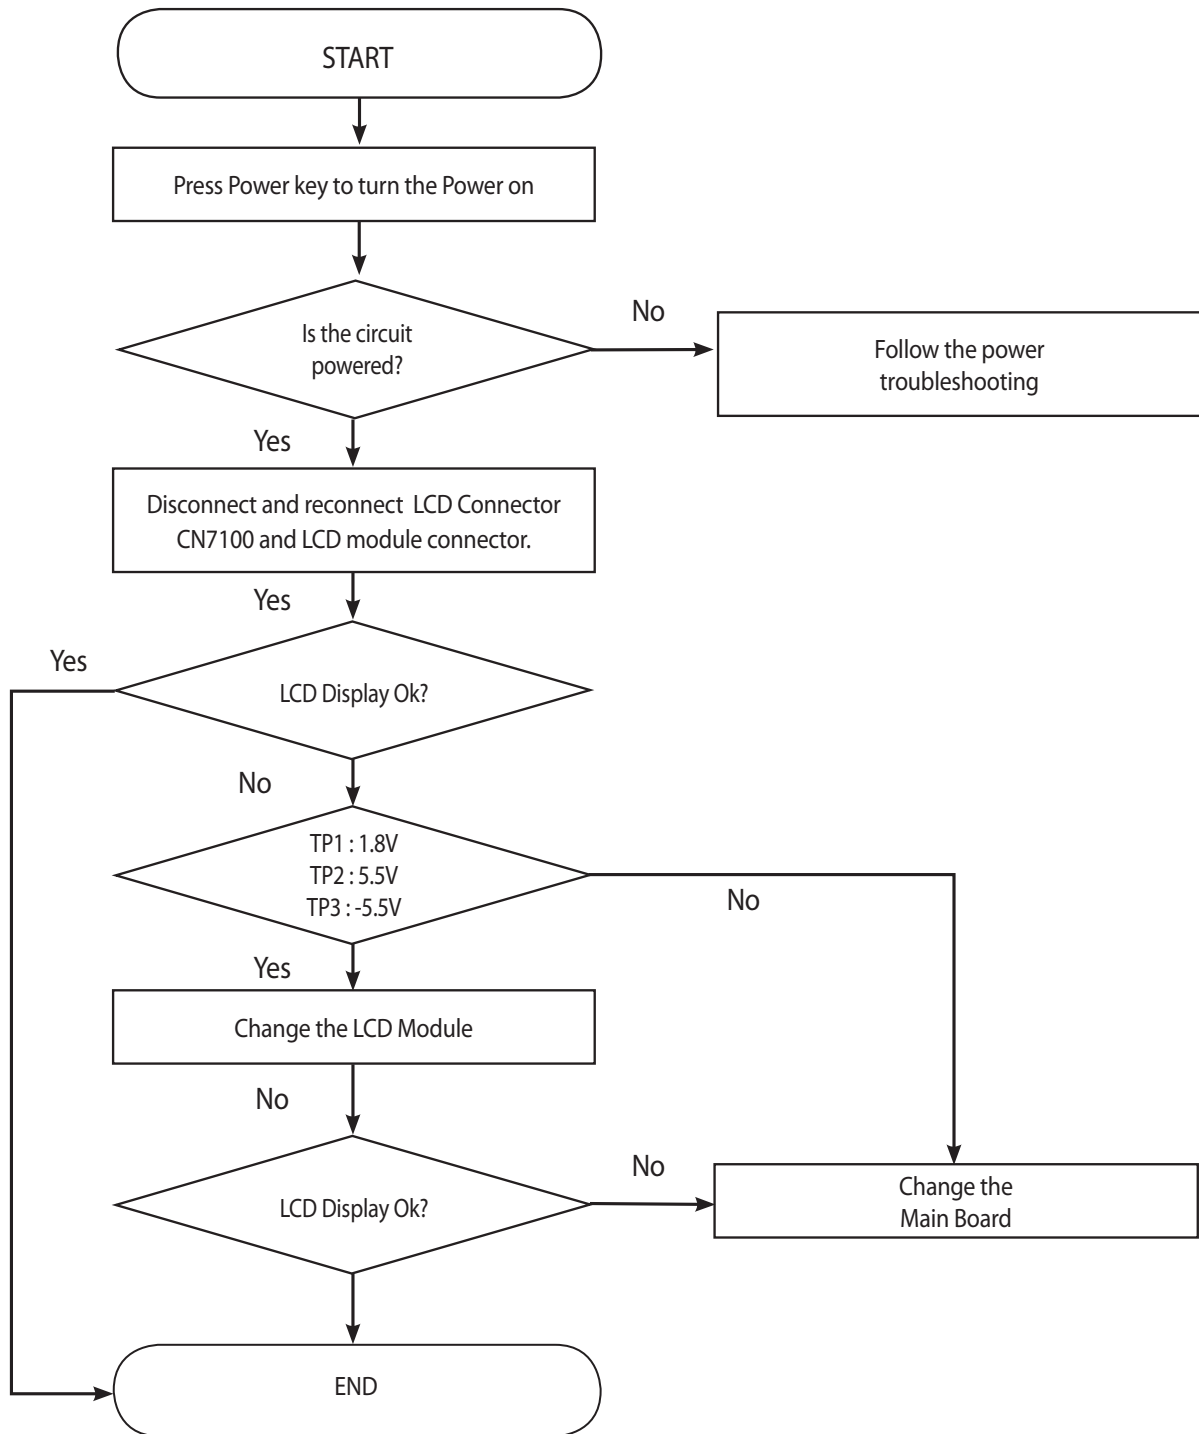 START
Press Power key to turn the Power on
No
Is the circuit
powered?
Follow the power
troubleshooting
Yes
Disconnect and reconnect LCD Connector
CN7100 and LCD module connector.
Yes
Yes
LCD Display Ok?
No
TP1 : 1.8V
TP2 : 5.5V
TP3 : -5.5V
No
Yes
Change the LCD Module
No
No
LCD Display Ok?
Change the
Main Board
END